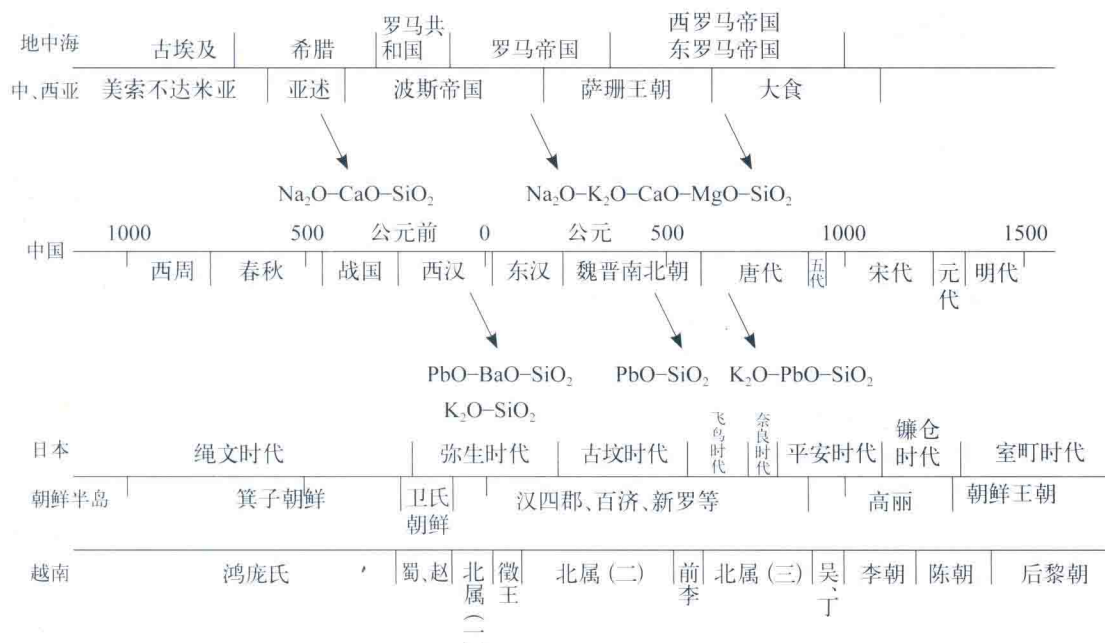 地中海 古埃及 希腊 罗马共和国 罗马帝国 西罗马帝国 东罗马帝国
中、西亚 美索不达米亚 亚述 波斯帝国 萨珊王朝 大食
Na₂O–CaO–SiO₂ Na₂O–K₂O–CaO–MgO–SiO₂
1000 500 公元前 0 公元 500 1000 1500
中国 西周 春秋 战国 西汉 东汉 魏晋南北朝 唐代 五代 宋代 元代 明代
PbO–BaO–SiO₂ PbO–SiO₂ K₂O–PbO–SiO₂
K₂O–SiO₂
日本 绳文时代 弥生时代 古坟时代 飞鸟时代 奈良时代 平安时代 镰仓时代 室町时代
朝鲜半岛 箕子朝鲜 卫氏朝鲜 汉四郡、百济、新罗等 高丽 朝鲜王朝
越南 鸿庞氏 蜀、赵 北属(一 徵王 北属(二) 前李 北属(三) 吴、丁 李朝 陈朝 后黎朝